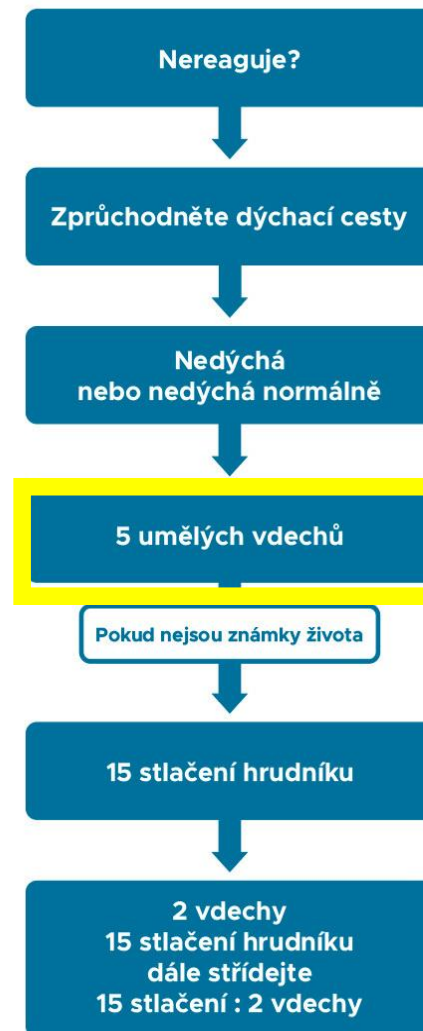 Nereaguje?
Zprůchodněte dýchací cesty
Nedýchá
nebo nedýchá normálně
5 umělých vdechů
Pokud nejsou známky života
15 stlačení hrudníku
2 vdechy
15 stlačení hrudníku
dále střídejte
15 stlačení : 2 vdechy